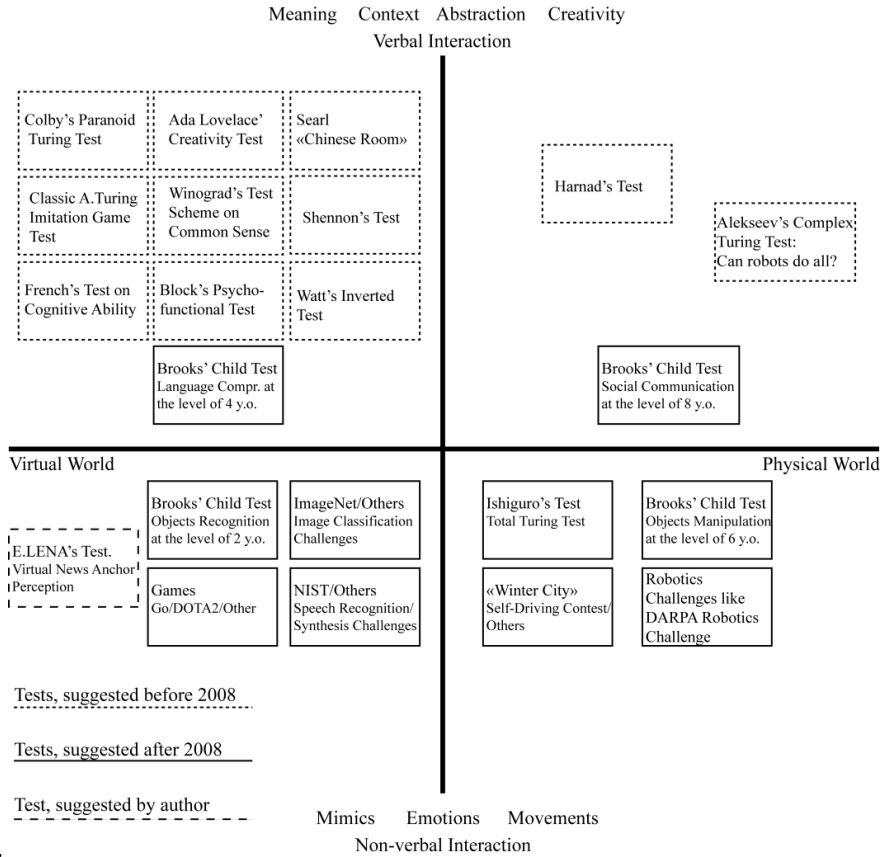 Meaning Context Abstraction Creativity
Verbal Interaction
Colby's Paranoid
Turing Test
Ada Lovelace'
Creativity Test
Searl
«Chinese Room»
Classic A.Turing
Imitation Game
Test
Winograd's Test
Scheme on
Common Sense
Shennon's Test
French's Test on
Cognitive Ability
Block's Psycho-
functional Test
Watt's Inverted
Test
Brooks' Child Test
Language Compr. at
the level of 4 y.o.
Harnad's Test
Alekseev's Complex
Turing Test:
Can robots do all?
Brooks' Child Test
Social Communication
at the level of 8 y.o.
Virtual World
Physical World
E.LENA's Test.
Virtual News Anchor
Perception
Brooks' Child Test
Objects Recognition
at the level of 2 y.o.
ImageNet/Others
Image Classification
Challenges
Games
Go/DOTA2/Other
NIST/Others
Speech Recognition/
Synthesis Challenges
Ishiguro's Test
Total Turing Test
Brooks' Child Test
Objects Manipulation
at the level of 6 y.o.
«Winter City»
Self-Driving Contest/
Others
Robotics
Challenges like
DARPA Robotics
Challenge
Tests, suggested before 2008
Tests, suggested after 2008
Test, suggested by author
Mimics Emotions Movements
Non-verbal Interaction